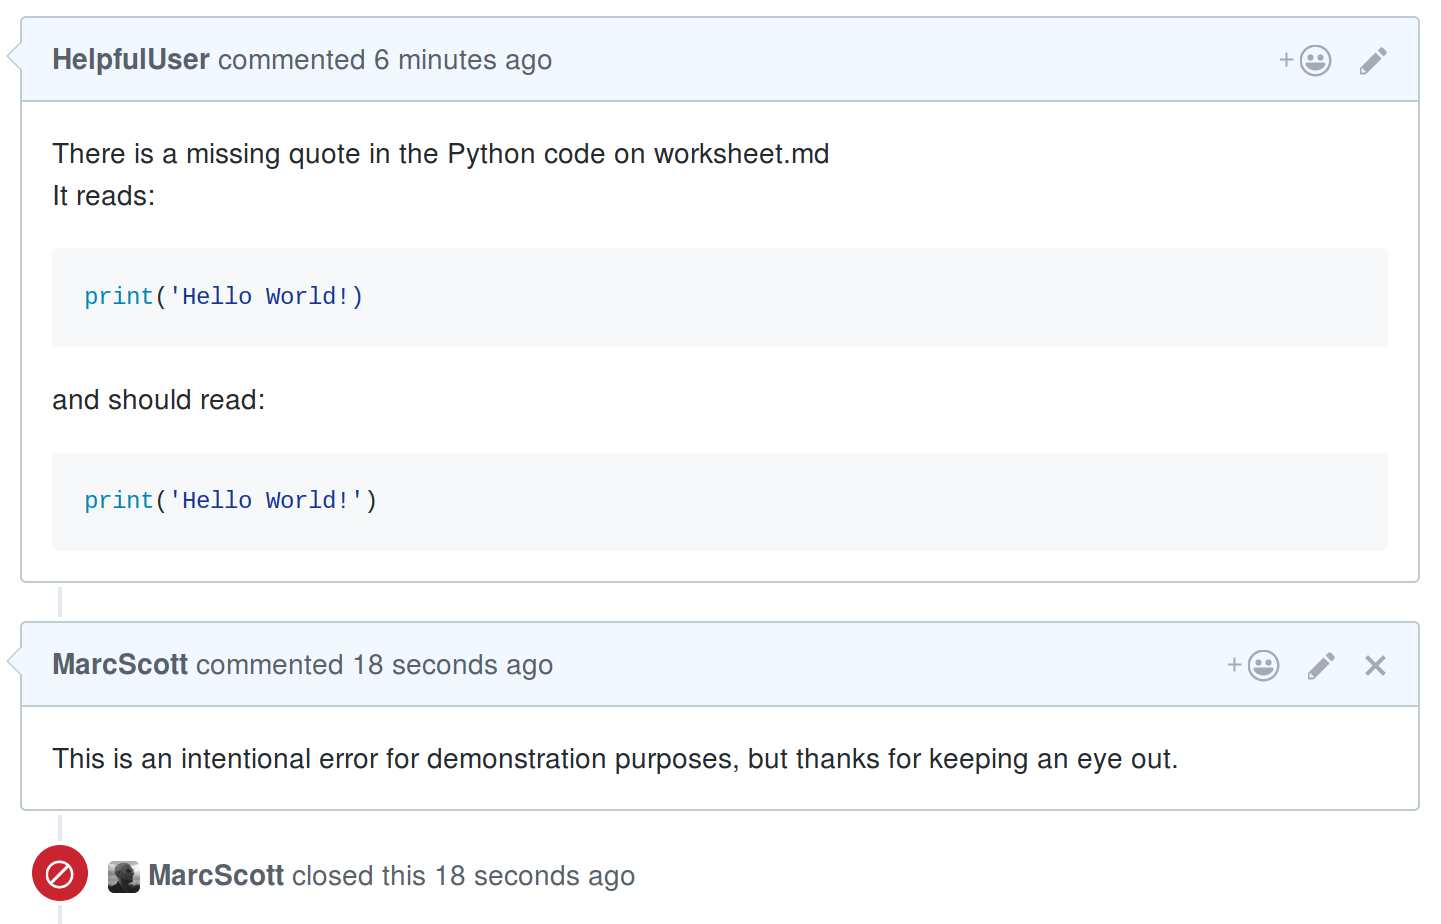 HelpfulUser commented 6 minutes ago
There is a missing quote in the Python code on worksheet.md
It reads:
print('Hello World!)
and should read:
print('Hello World!')
MarcScott commented 18 seconds ago
This is an intentional error for demonstration purposes, but thanks for keeping an eye out.
MarcScott closed this 18 seconds ago